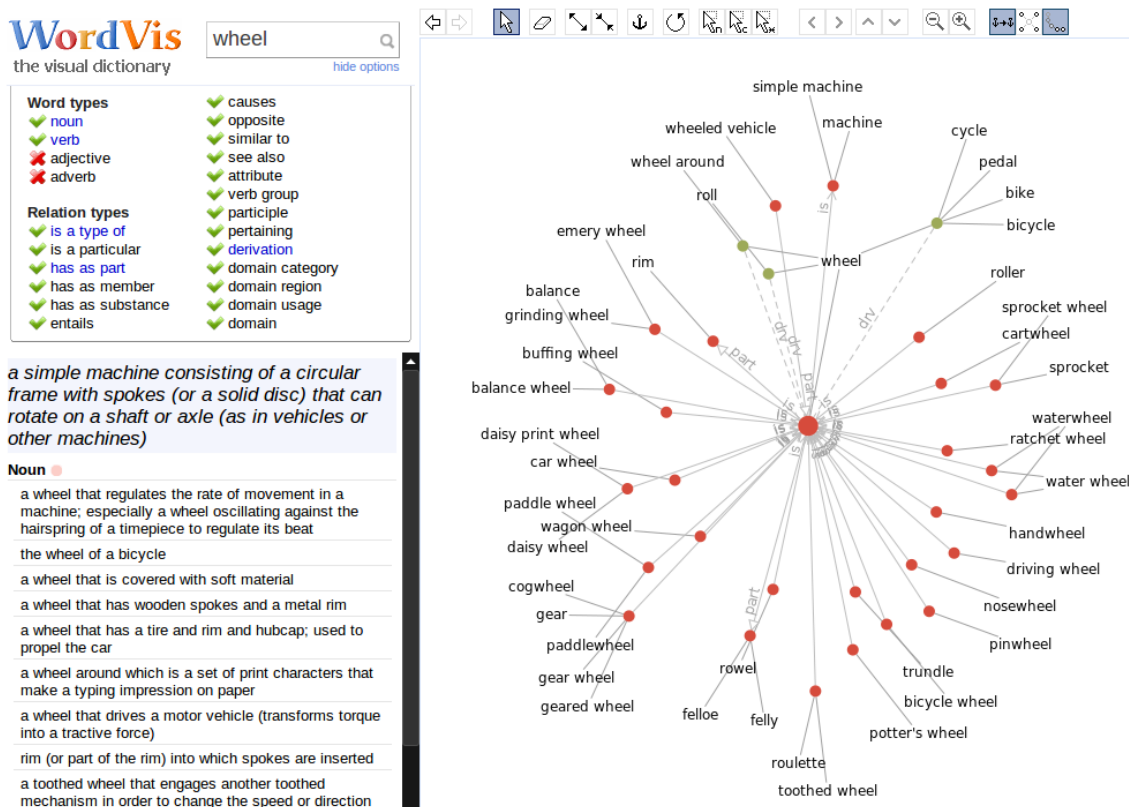 WordVis
the visual dictionary
wheel
hide options
Word types
noun
verb
adjective
adverb
Relation types
is a type of
is a particular
has as part
has as member
has as substance
entails
causes
opposite
similar to
see also
attribute
verb group
participle
pertaining
derivation
domain category
domain region
domain usage
domain
a simple machine consisting of a circular
frame with spokes (or a solid disc) that can
rotate on a shaft or axle (as in vehicles or
other machines)
Noun
a wheel that regulates the rate of movement in a
machine; especially a wheel oscillating against the
hairspring of a timepiece to regulate its beat
the wheel of a bicycle
a wheel that is covered with soft material
a wheel that has wooden spokes and a metal rim
a wheel that has a tire and rim and hubcap; used to
propel the car
a wheel around which is a set of print characters that
make a typing impression on paper
a wheel that drives a motor vehicle (transforms torque
into a tractive force)
rim (or part of the rim) into which spokes are inserted
a toothed wheel that engages another toothed
mechanism in order to change the speed or direction
n
c
simple machine
machine
wheeled vehicle
cycle
wheel around
pedal
roll
bike
is
bicycle
emery wheel
rim
wheel
roller
balance
sprocket wheel
grinding wheel
drv
drv
drv
cartwheel
buffing wheel
part
sprocket
balance wheel
part
waterwheel
daisy print wheel
ratchet wheel
car wheel
is
water wheel
paddle wheel
wagon wheel
handwheel
daisy wheel
driving wheel
cogwheel
part
nosewheel
gear
paddlewheel
pinwheel
rowel
trundle
gear wheel
bicycle wheel
geared wheel
felloe
felly
potter's wheel
roulette
toothed wheel